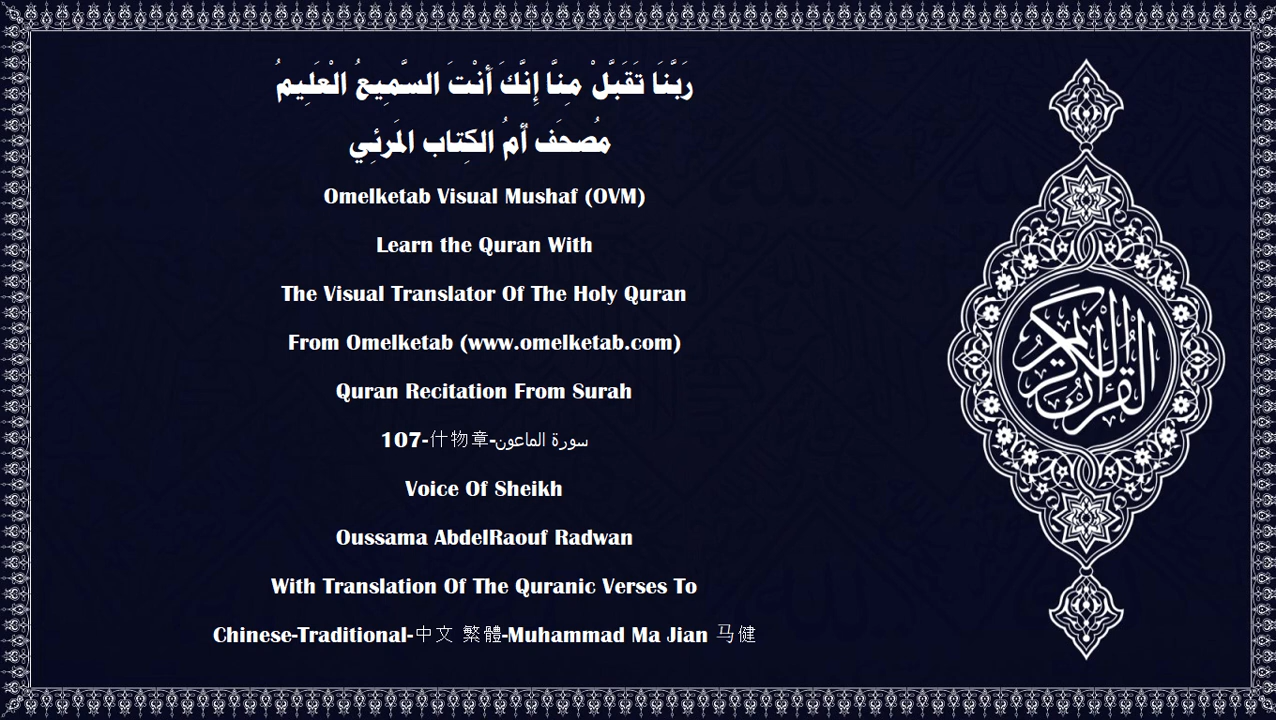 رَبَّنَا تَقَبَّلْ مِنَّا إِنَّكَ أَنْتَ السَّمِيعُ الْعَلِيمُ
مُصحَف أمُ الكِتاب المَرئِي
Omelketab Visual Mushaf (OVM)
Learn the Quran With
The Visual Translator Of The Holy Quran
From Omelketab (www.omelketab.com)
Quran Recitation From Surah
107-什物章-سورة الماعون
Voice Of Sheikh
Oussama AbdelRaouf Radwan
With Translation Of The Quranic Verses To
Chinese-Traditional-中文 繁體-Muhammad Ma Jian 马健
القرآن الكريم